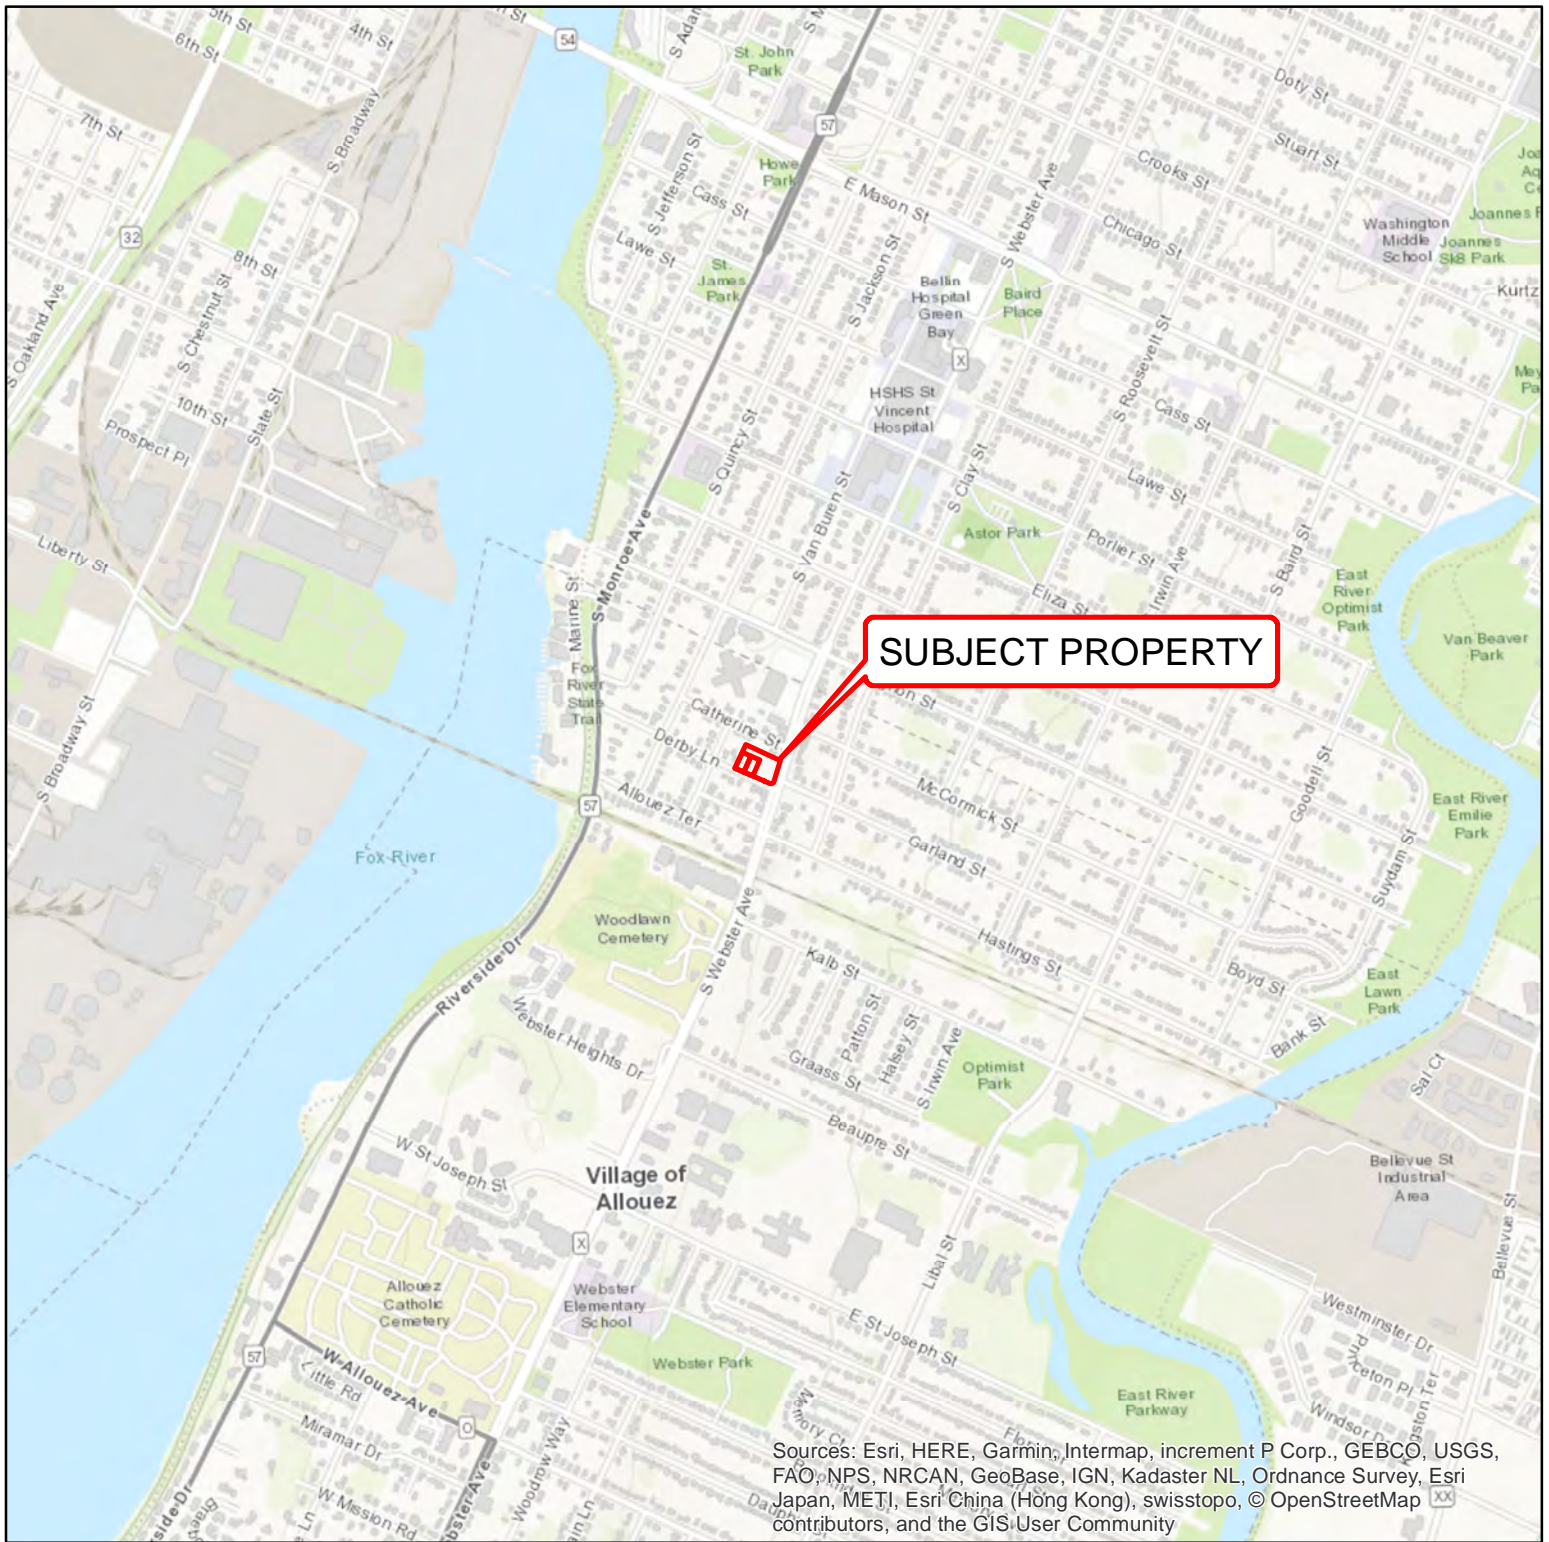 5th St
4th St
6th St
54
S Adam
St. John
Park
57
Doty St
7th St
S Broadway
Stuart St
Crooks St
Howe
Park
S Jefferson St
Cass St
E Mason St
S Webster Ave
Chicago St
Washington
Middle
School
Joannes
Sk8 Park
32
8th St
Lawe St
St.
James
Park
S Jackson St
Bellin
Hospital
Green
Bay
Baird
Place
Kurtz
S Oakland Ave
S Chestnut St
X
S Roosevelt St
HSHS St
Vincent
Hospital
10th St
State St
Prospect Pl
S Quincy St
Cass St
Lawe St
S Clay St
S Van Buren St
Astor Park
Porlier St
Irwin Ave
S Baird St
Liberty St
S Monroe Ave
Marine St
Eliza St
East
River
Optimist
Park
Van Beaver
Park
SUBJECT PROPERTY
Fox
River
State
Trail
Catherine St
Derby Ln
S Broadway St
57
Allouez Ter
McCormick St
Goodell St
East River
Emilie
Park
Garland St
Suydam St
Fox River
Woodlawn
Cemetery
S Webster Ave
Hastings St
Kalb St
Boyd St
East
Lawn
Park
Riverside Dr
Webster Heights Dr
Patton St
Halsey St
S Irwin Ave
Graass St
Optimist
Park
Bank St
Sal Ct
Beaupre St
W St Joseph St
Village of
Allouez
Bellevue St
Industrial
Area
X
Libal St
Bellevue St
Allouez
Catholic
Cemetery
Webster
Elementary
School
E St Joseph St
Westminster Dr
57
W Allouez Ave
Little Rd
Webster Park
East River
Parkway
Miramar Dr
O
Woodrow Way
Memory Ct
Windsor D
Kingston Ter
W Mission Rd
Sources: Esri, HERE, Garmin, Intermap, increment P Corp., GEBCO, USGS,
FAO, NPS, NRCAN, GeoBase, IGN, Kadaster NL, Ordnance Survey, Esri
Japan, METI, Esri China (Hong Kong), swisstopo, © OpenStreetMap
contributors, and the GIS User Community
XX